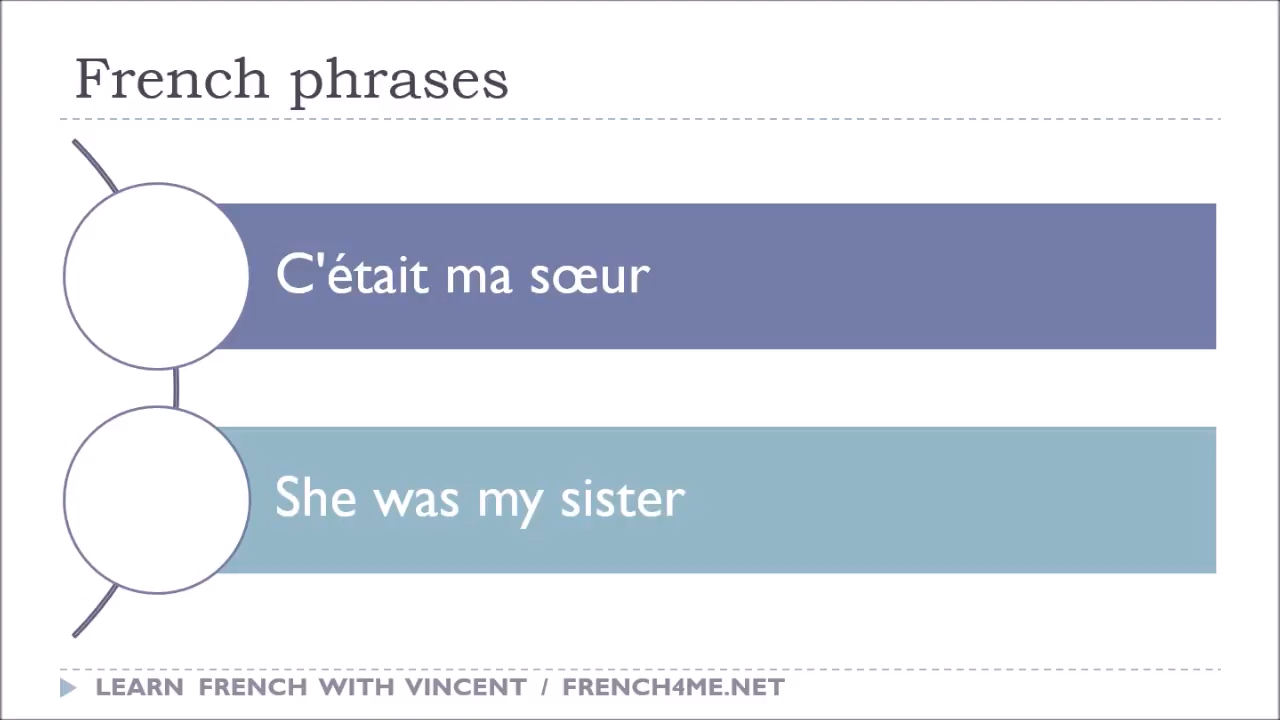 French phrases
C'était ma sœur
She was my sister
LEARN FRENCH WITH VINCENT / FRENCH4ME.NET